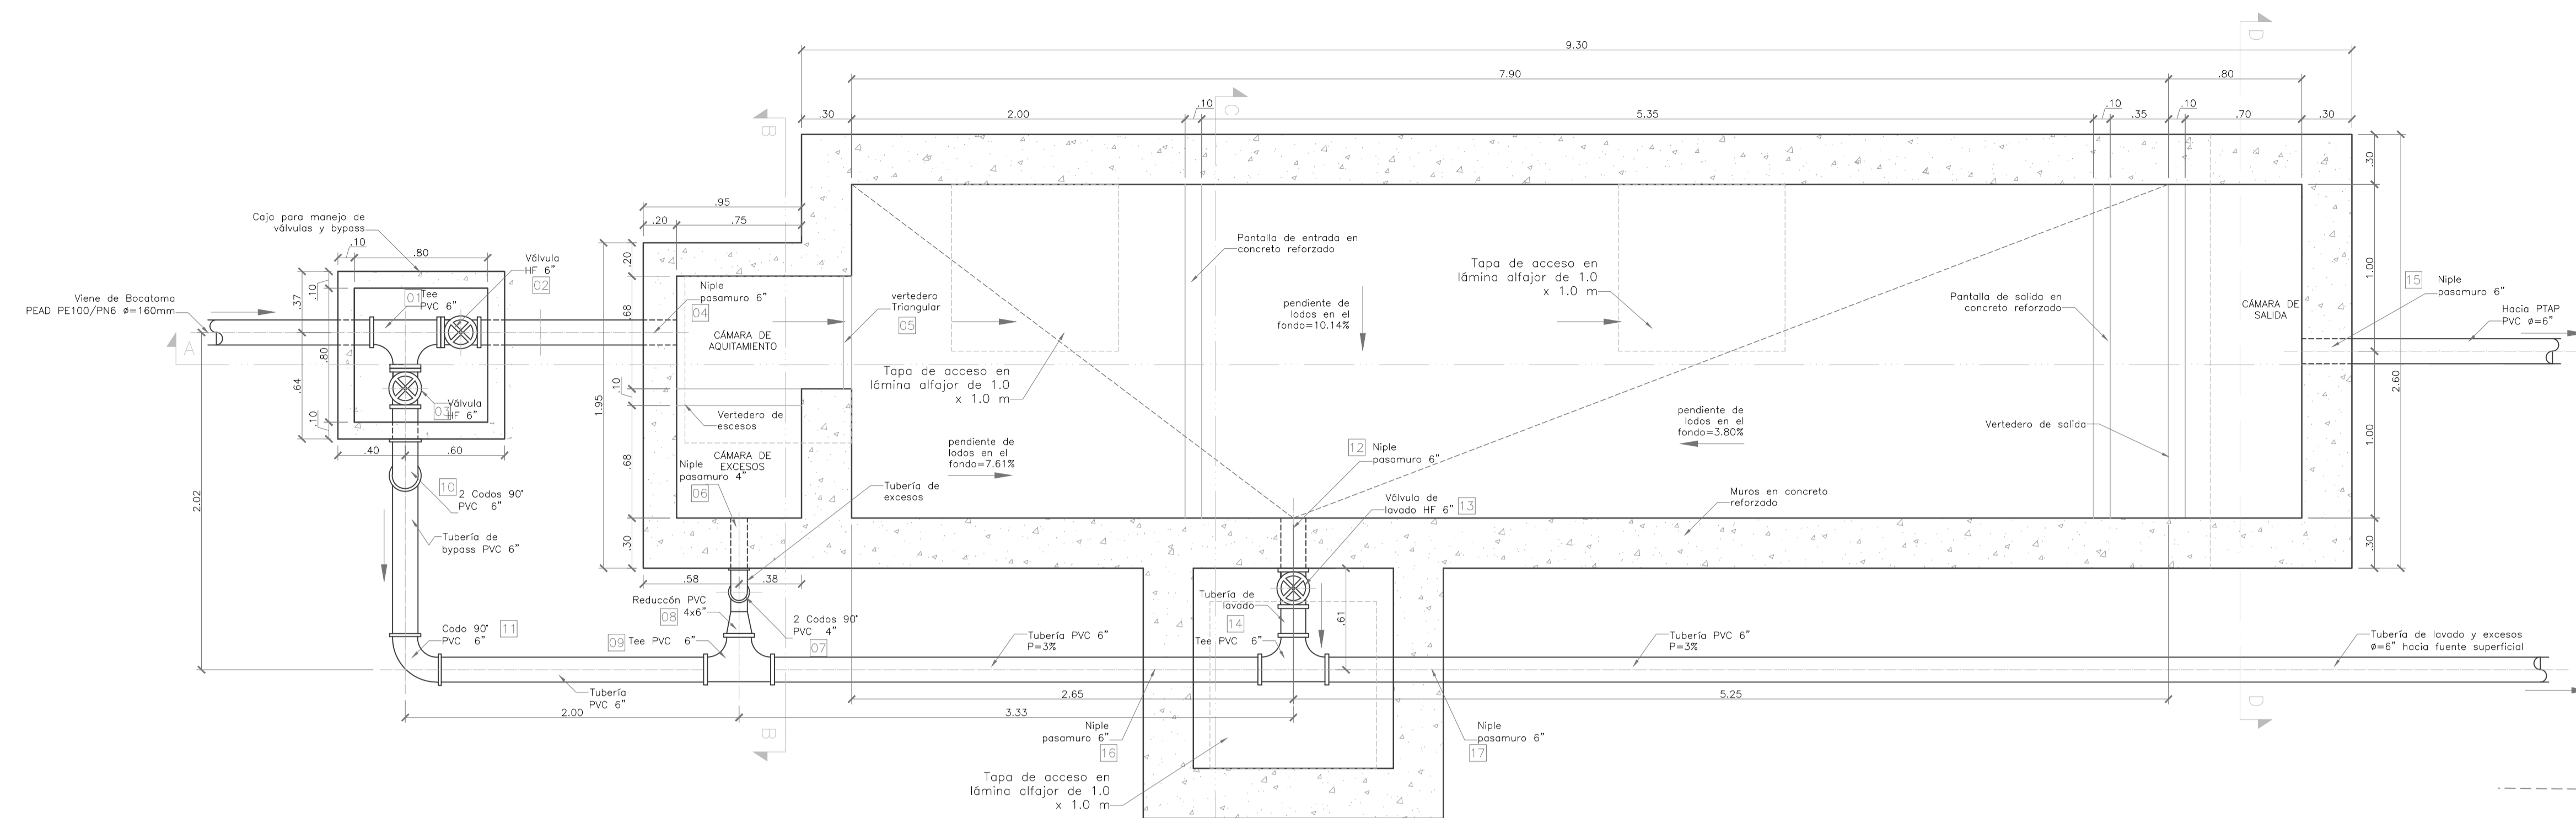 9.30
7.90
.80
.30
2.00
.10
5.35
.10
.35
.10
.70
.30
D
C
B
.95
.20
.75
.30
1.00
1.00
.30
2.60
Caja para manejo de
válvulas y bypass
.10
.80
Válvula
HF 6"
02
Viene de Bocatoma
PEAD PE100/PN6 ø=160mm
A
.37
.10
.80
.64
.10
01
Tee
PVC 6"
03
Válvula
HF 6"
.40
.60
2.02
1.95
.20
.68
.10
.68
.30
Niple
pasamuro 6"
04
CÁMARA DE
AQUITAMIENTO
vertedero
Triangular
05
Tapa de acceso en
lámina alfajor de 1.0
x 1.0 m
Vertedero de
escesos
CÁMARA DE
EXCESOS
Niple
pasamuro 4"
06
pendiente de
lodos en el
fondo=7.61%
Tubería de
excesos
Pantalla de entrada en
concreto reforzado
pendiente de
lodos en el
fondo=10.14%
Tapa de acceso en
lámina alfajor de 1.0
x 1.0 m
Pantalla de salida en
concreto reforzado
CÁMARA DE
SALIDA
15
Niple
pasamuro 6"
Hacia PTAP
PVC ø=6"
pendiente de
lodos en el
fondo=3.80%
Vertedero de salida
12
Niple
pasamuro 6"
Válvula de
lavado HF 6"
13
Muros en concreto
reforzado
10
2 Codos 90°
PVC 6"
Tubería de
bypass PVC 6"
.58
.38
Reduccón PVC
4x6"
08
2 Codos 90°
PVC 4"
07
Codo 90°
PVC 6"
11
09
Tee PVC 6"
Tubería PVC 6"
P=3%
Tubería de
lavado
14
Tee PVC 6"
.61
Tubería PVC 6"
P=3%
Tubería de lavado y excesos
ø=6" hacia fuente superficial
Tubería
PVC 6"
2.00
3.33
2.65
5.25
B
D
Niple
pasamuro 6"
16
Niple
pasamuro 6"
17
Tapa de acceso en
lámina alfajor de 1.0
x 1.0 m